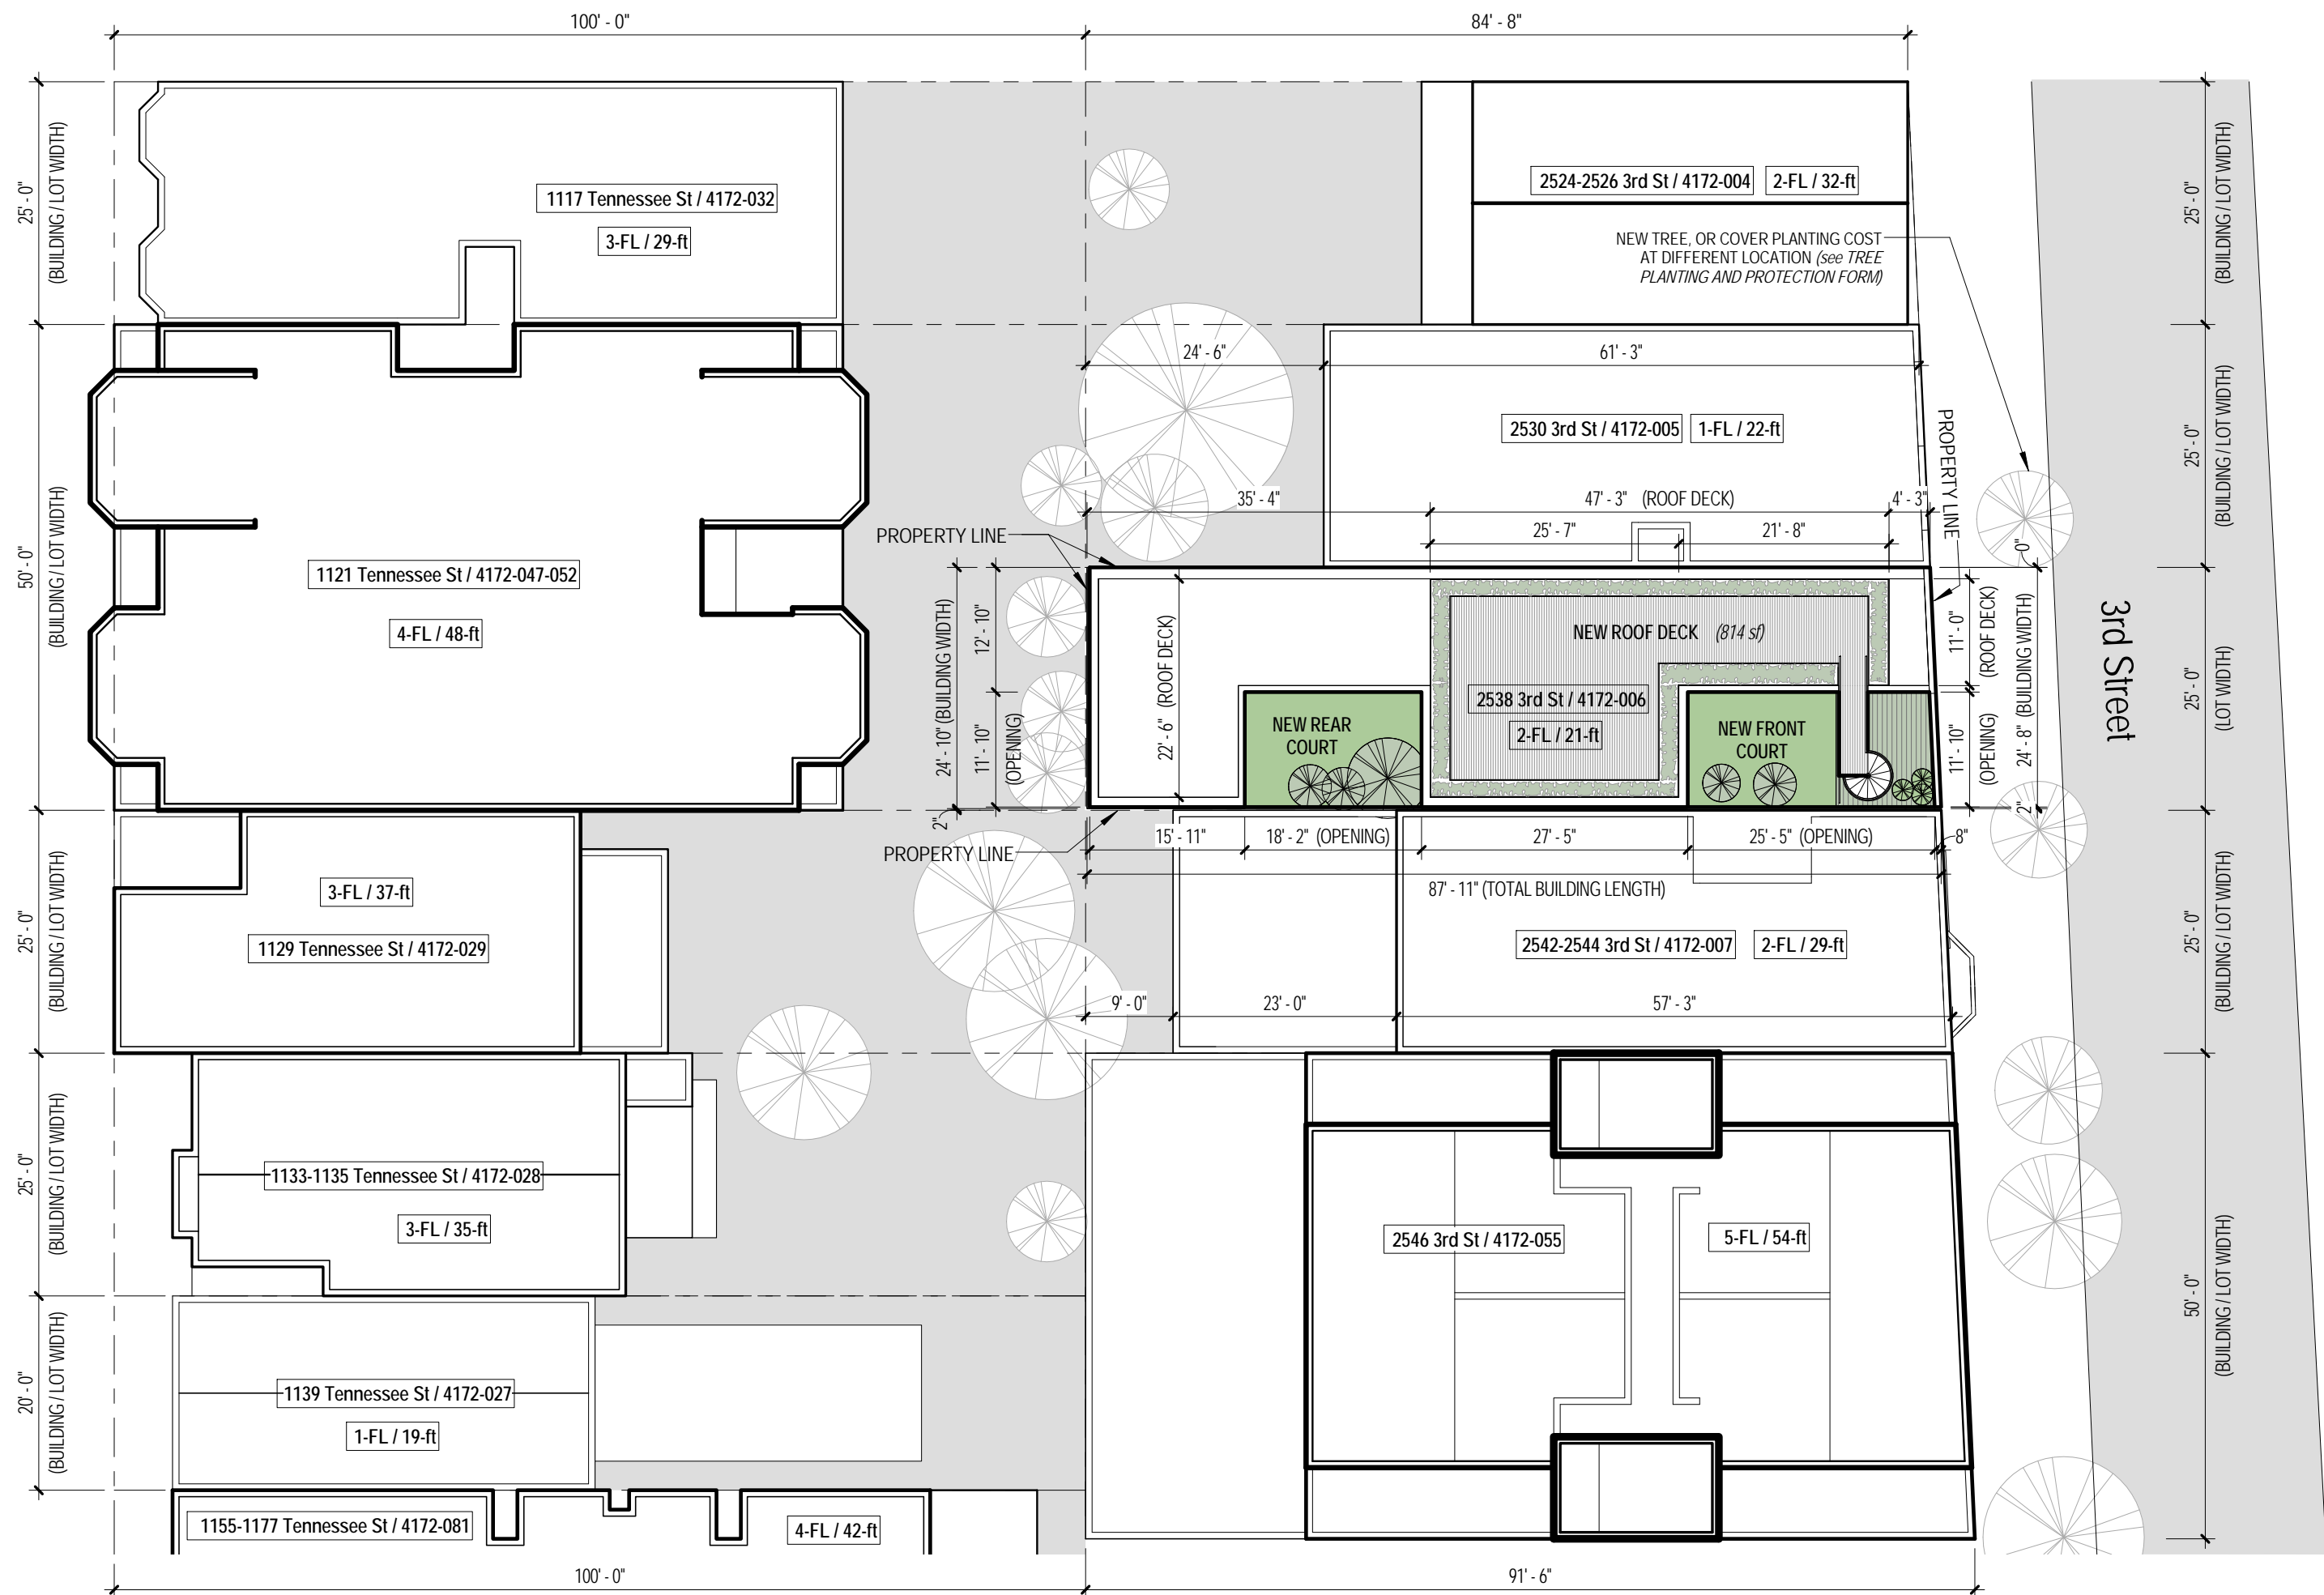 100' - 0"
84' - 8"
25' - 0"
(BUILDING / LOT WIDTH)
50' - 0"
(BUILDING / LOT WIDTH)
25' - 0"
(BUILDING / LOT WIDTH)
25' - 0"
(BUILDING / LOT WIDTH)
20' - 0"
(BUILDING / LOT WIDTH)
1117 Tennessee St / 4172-032
3-FL / 29-ft
1121 Tennessee St / 4172-047-052
4-FL / 48-ft
3-FL / 37-ft
1129 Tennessee St / 4172-029
1133-1135 Tennessee St / 4172-028
3-FL / 35-ft
1139 Tennessee St / 4172-027
1-FL / 19-ft
1155-1177 Tennessee St / 4172-081
4-FL / 42-ft
2524-2526 3rd St / 4172-004
2-FL / 32-ft
NEW TREE, OR COVER PLANTING COST
AT DIFFERENT LOCATION (see TREE
PLANTING AND PROTECTION FORM)
24' - 6"
61' - 3"
2530 3rd St / 4172-005
1-FL / 22-ft
PROPERTY LINE
35' - 4"
47' - 3" (ROOF DECK)
4' - 3"
25' - 7"
21' - 8"
PROPERTY LINE
24' - 10" (BUILDING WIDTH)
12' - 10"
11' - 10"
(OPENING)
2"
22' - 6" (ROOF DECK)
NEW ROOF DECK (814 sf)
2538 3rd St / 4172-006
2-FL / 21-ft
NEW REAR
COURT
NEW FRONT
COURT
11' - 0"
(ROOF DECK)
11' - 10"
(OPENING)
0"
24' - 8" (BUILDING WIDTH)
2"
PROPERTY LINE
15' - 11"
18' - 2" (OPENING)
27' - 5"
25' - 5" (OPENING)
8"
87' - 11" (TOTAL BUILDING LENGTH)
2542-2544 3rd St / 4172-007
2-FL / 29-ft
9' - 0"
23' - 0"
57' - 3"
2546 3rd St / 4172-055
5-FL / 54-ft
3rd Street
25' - 0"
(BUILDING / LOT WIDTH)
25' - 0"
(BUILDING / LOT WIDTH)
25' - 0"
(LOT WIDTH)
25' - 0"
(BUILDING / LOT WIDTH)
50' - 0"
(BUILDING / LOT WIDTH)
100' - 0"
91' - 6"